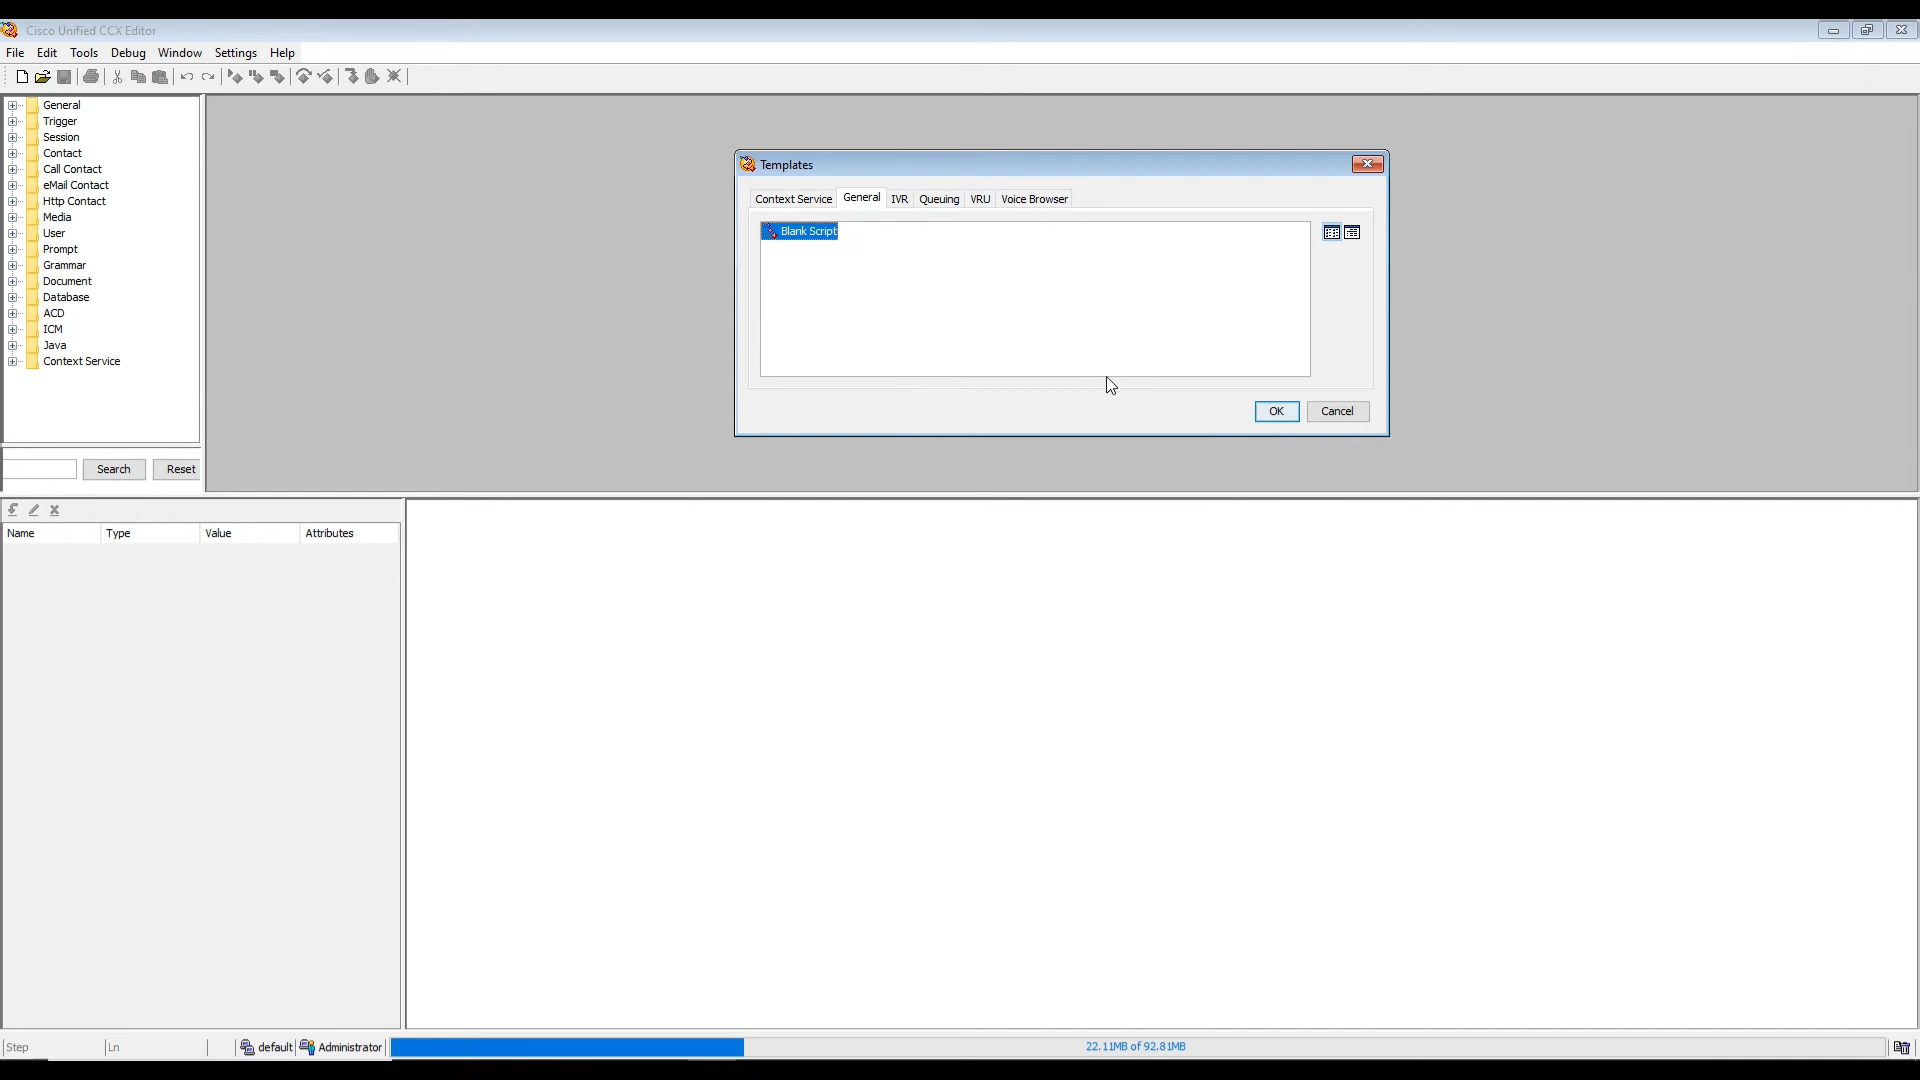 Cisco Unified CCX Editor
File Edit Tools Debug Window Settings Help
General
Trigger
Session
Contact
Call Contact
eMail Contact
Http Contact
Media
User
Prompt
Grammar
Document
Database
ACD
ICM
Java
Context Service
Search Reset
Templates
Context Service General IVR Queuing VRU Voice Browser
Blank Script
OK Cancel
Name Type Value Attributes
Step Ln default Administrator 22.11MB of 92.81MB